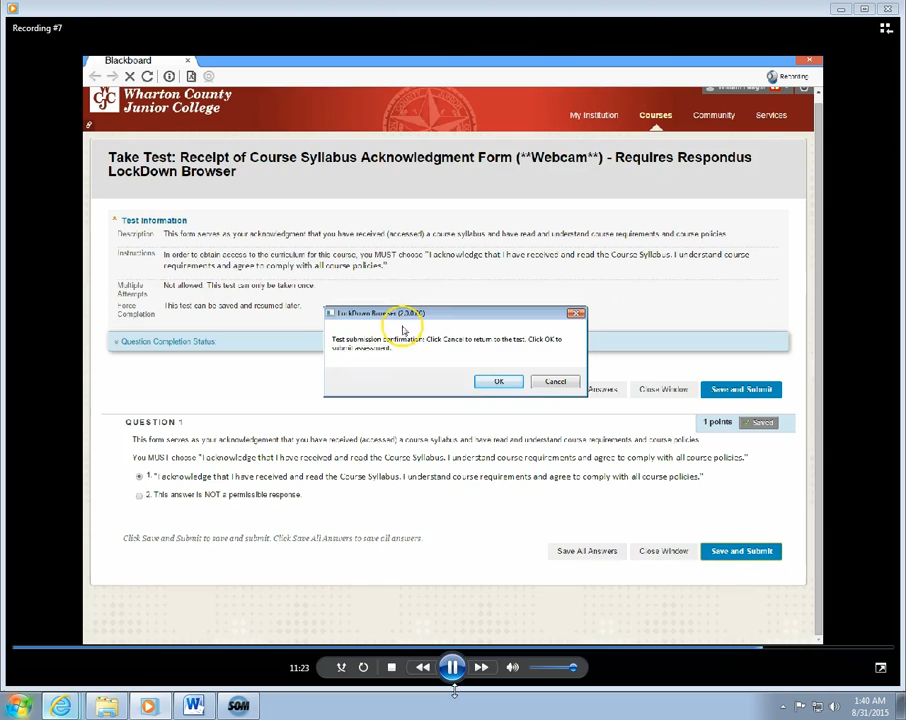 Recording #7
Blackboard
Recording
WCJC
Wharton County
Junior College
My Institution
Courses
Community
Services
Take Test: Receipt of Course Syllabus Acknowledgment Form (**Webcam**) - Requires Respondus
LockDown Browser
Test Information
Description This form serves as your acknowledgment that you have received (accessed) a course syllabus and have read and understand course requirements and course policies.
Instructions In order to obtain access to the curriculum for this course, you MUST choose "I acknowledge that I have received and read the Course Syllabus. I understand course
requirements and agree to comply with all course policies."
Multiple Attempts Not allowed. This test can only be taken once.
Force Completion This test can be saved and resumed later.
Question Completion Status:
LockDown Browser
Test submission confirmation: Click Cancel to return to the test. Click OK to
submit assessment.
OK
Cancel
Answers
Close Window
Save and Submit
QUESTION 1
1 points
Saved
This form serves as your acknowledgement that you have received (accessed) a course syllabus and have read and understand course requirements and course policies.
You MUST choose "I acknowledge that I have received and read the Course Syllabus. I understand course requirements and agree to comply with all course policies."
1. "I acknowledge that I have received and read the Course Syllabus. I understand course requirements and agree to comply with all course policies."
2. This answer is NOT a permissible response.
Click Save and Submit to save and submit. Click Save All Answers to save all answers.
Save All Answers
Close Window
Save and Submit
11:23
SOM
1:40 AM
8/31/2015